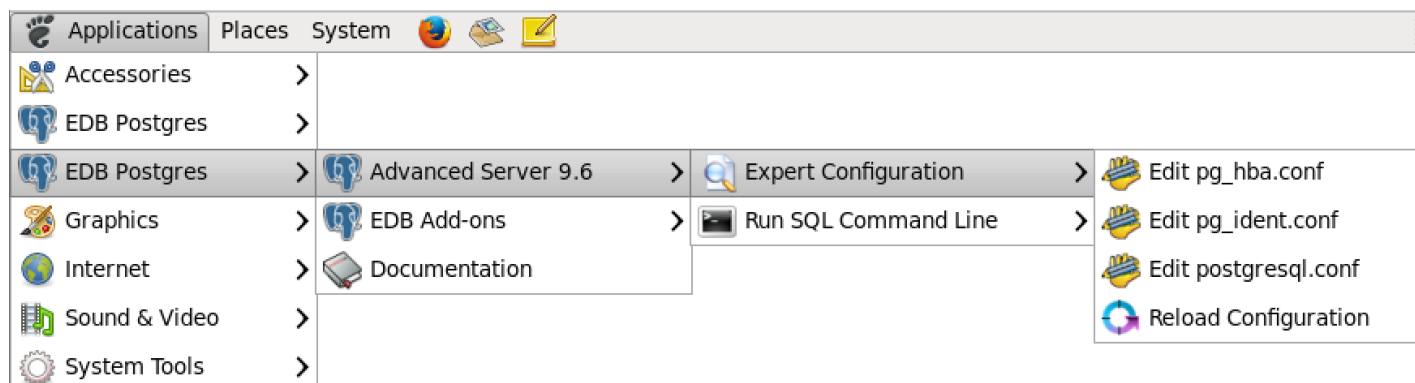 Applications Places System
Accessories
EDB Postgres
EDB Postgres Advanced Server 9.6 Expert Configuration Edit pg_hba.conf
Graphics EDB Add-ons Run SQL Command Line Edit pg_ident.conf
Internet Documentation Edit postgresql.conf
Sound & Video Reload Configuration
System Tools